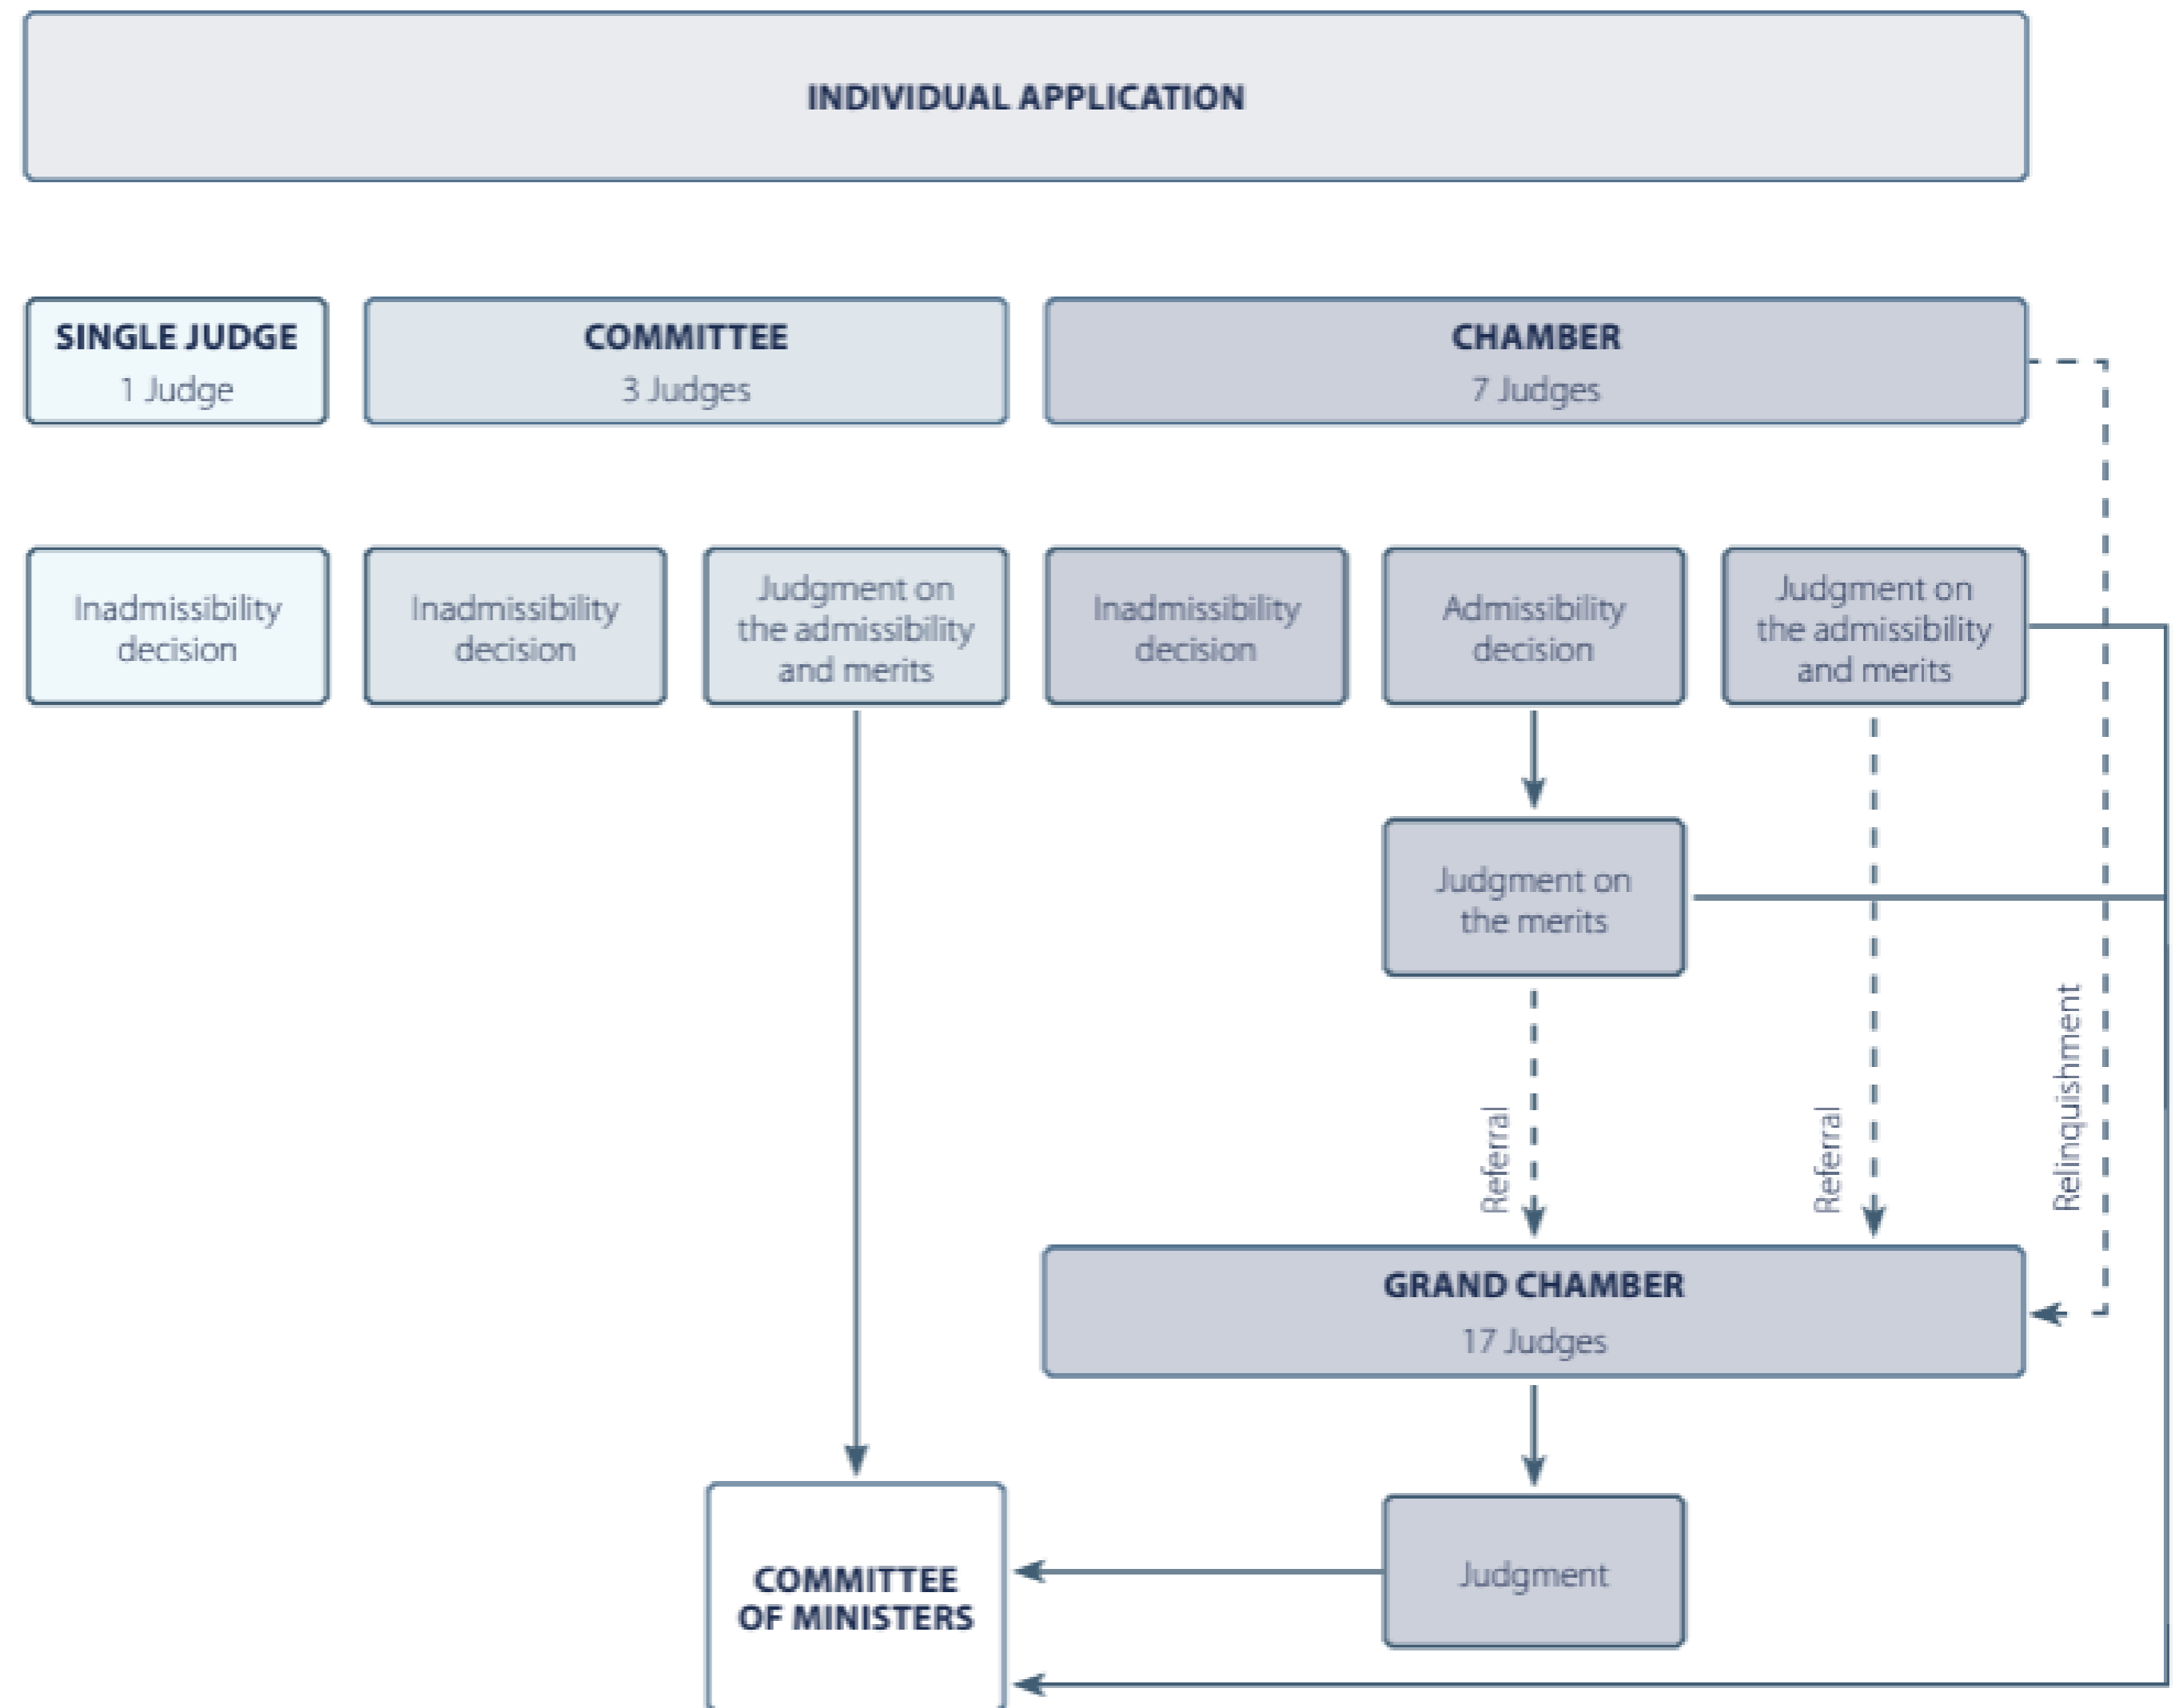 INDIVIDUAL APPLICATION
SINGLE JUDGE
1 Judge
COMMITTEE
3 Judges
CHAMBER
7 Judges
Inadmissibility
decision
Inadmissibility
decision
Judgment on
the admissibility
and merits
Inadmissibility
decision
Admissibility
decision
Judgment on
the admissibility
and merits
Judgment on
the merits
Referral
Referral
Relinquishment
GRAND CHAMBER
17 Judges
COMMITTEE
OF MINISTERS
Judgment